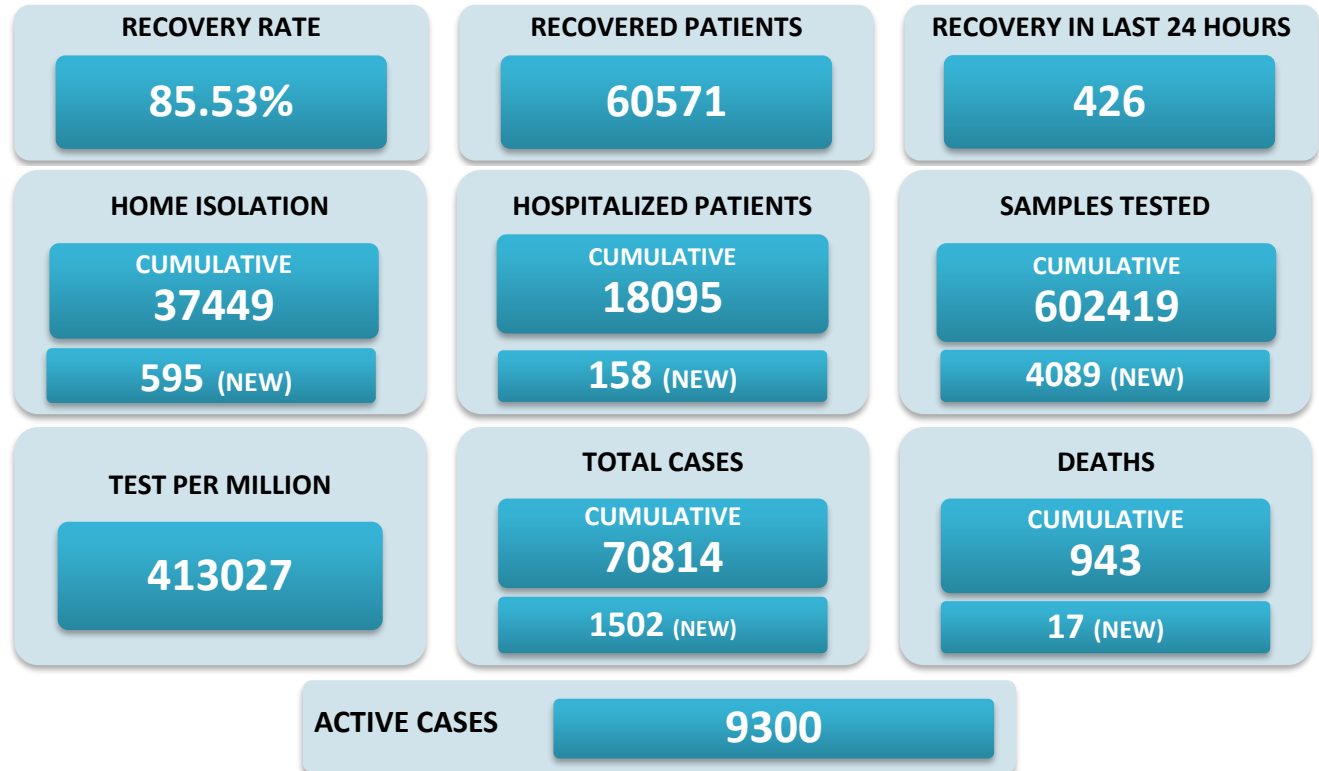 RECOVERY RATE
85.53%
RECOVERED PATIENTS
60571
RECOVERY IN LAST 24 HOURS
426
HOME ISOLATION
CUMULATIVE
37449
595 (NEW)
HOSPITALIZED PATIENTS
CUMULATIVE
18095
158 (NEW)
SAMPLES TESTED
CUMULATIVE
602419
4089 (NEW)
TEST PER MILLION
413027
TOTAL CASES
CUMULATIVE
70814
1502 (NEW)
DEATHS
CUMULATIVE
943
17 (NEW)
ACTIVE CASES
9300